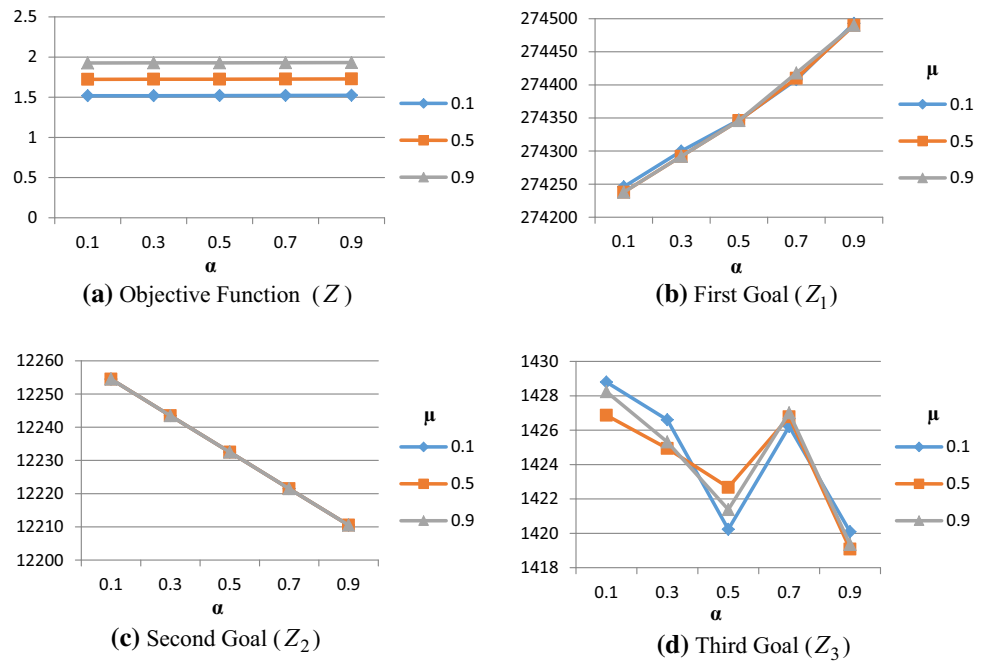 2.5
2
1.5
1
0.5
0
0.1 0.3 0.5 0.7 0.9
α
0.1
0.5
0.9
(a) Objective Function (Z)
274500
274450
274400
274350
274300
274250
274200
0.1 0.3 0.5 0.7 0.9
α
μ
0.1
0.5
0.9
(b) First Goal (Z₁)
12260
12250
12240
12230
12220
12210
12200
0.1 0.3 0.5 0.7 0.9
α
μ
0.1
0.5
0.9
(c) Second Goal (Z₂)
1430
1428
1426
1424
1422
1420
1418
0.1 0.3 0.5 0.7 0.9
α
μ
0.1
0.5
0.9
(d) Third Goal (Z₃)